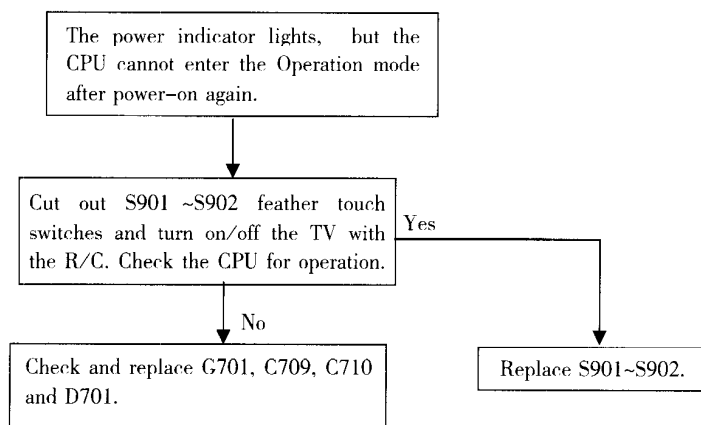 The power indicator lights, but the
CPU cannot enter the Operation mode
after power-on again.
Cut out S901 ~S902 feather touch
switches and turn on/off the TV with
the R/C. Check the CPU for operation.
Yes
No
Check and replace G701, C709, C710
and D701.
Replace S901~S902.